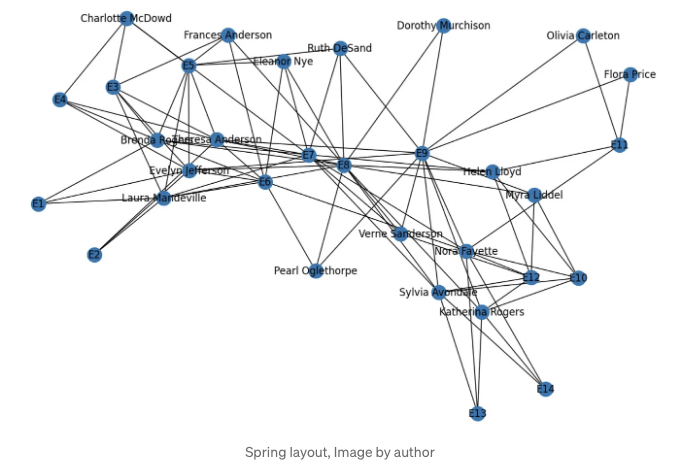 Charlotte McDowd
Dorothy Murchison
Frances Anderson
Olivia Carleton
Ruth DeSand
Eleanor Nye
E5
Flora Price
E3
E4
Brenda Rogers
Theresa Anderson
E11
E7
E9
E8
Evelyn Jefferson
Helen Lloyd
E6
Laura Mandeville
Myra Liddel
E1
Verne Sanderson
E2
Nora Fayette
Pearl Oglethorpe
E12
E10
Sylvia Avondale
Katherina Rogers
E14
E13
Spring layout, Image by author